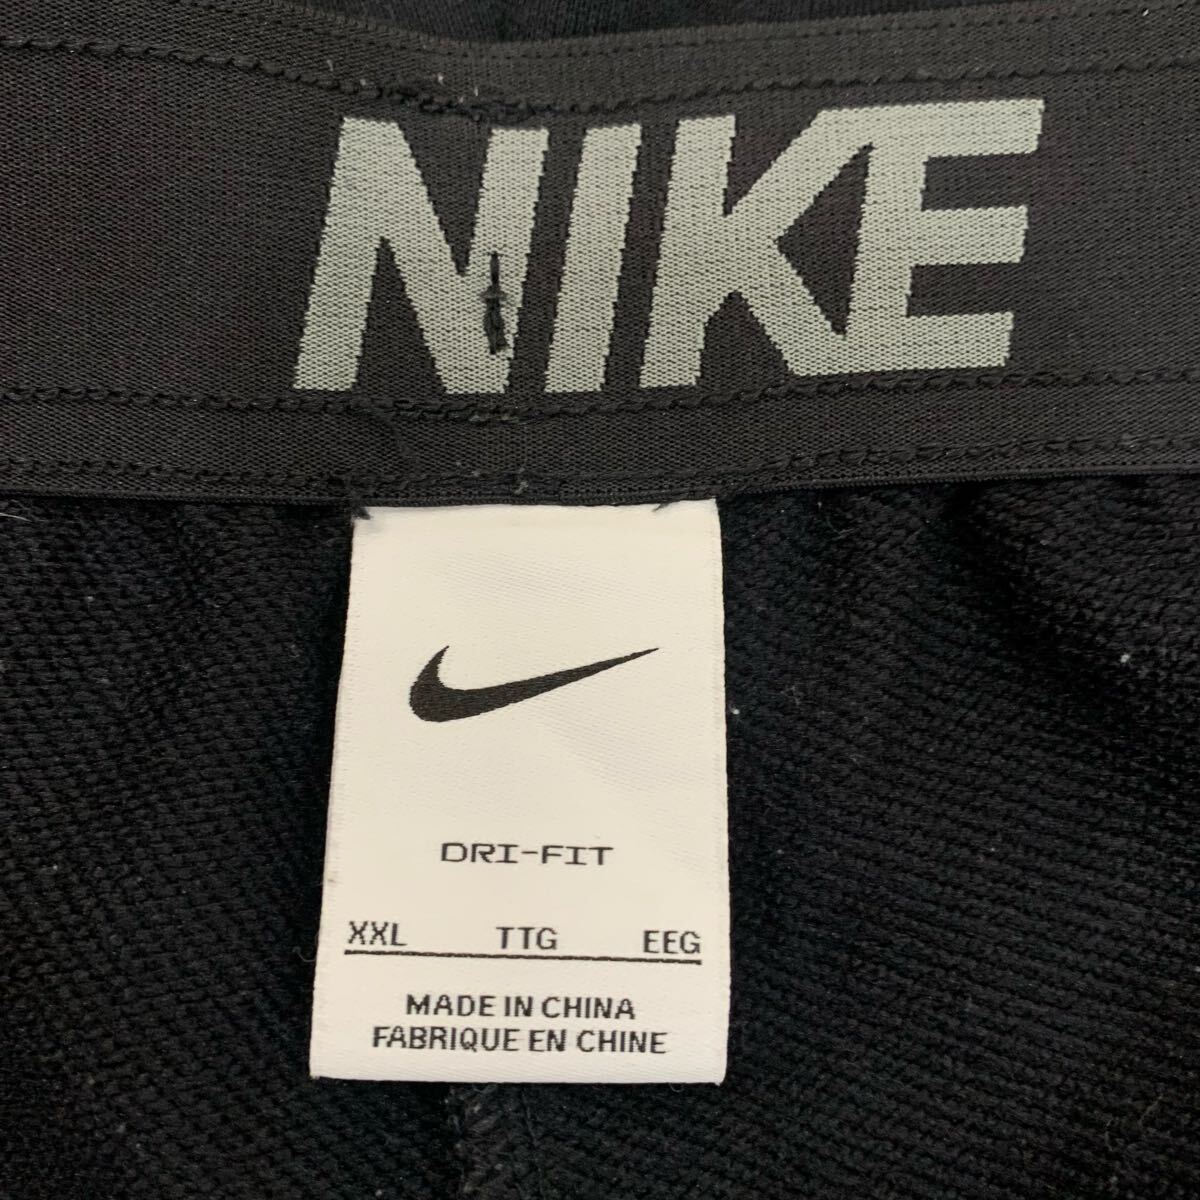 NIKE
DRI-FIT
XXL TTG EEG
MADE IN CHINA
FABRIQUE EN CHINE